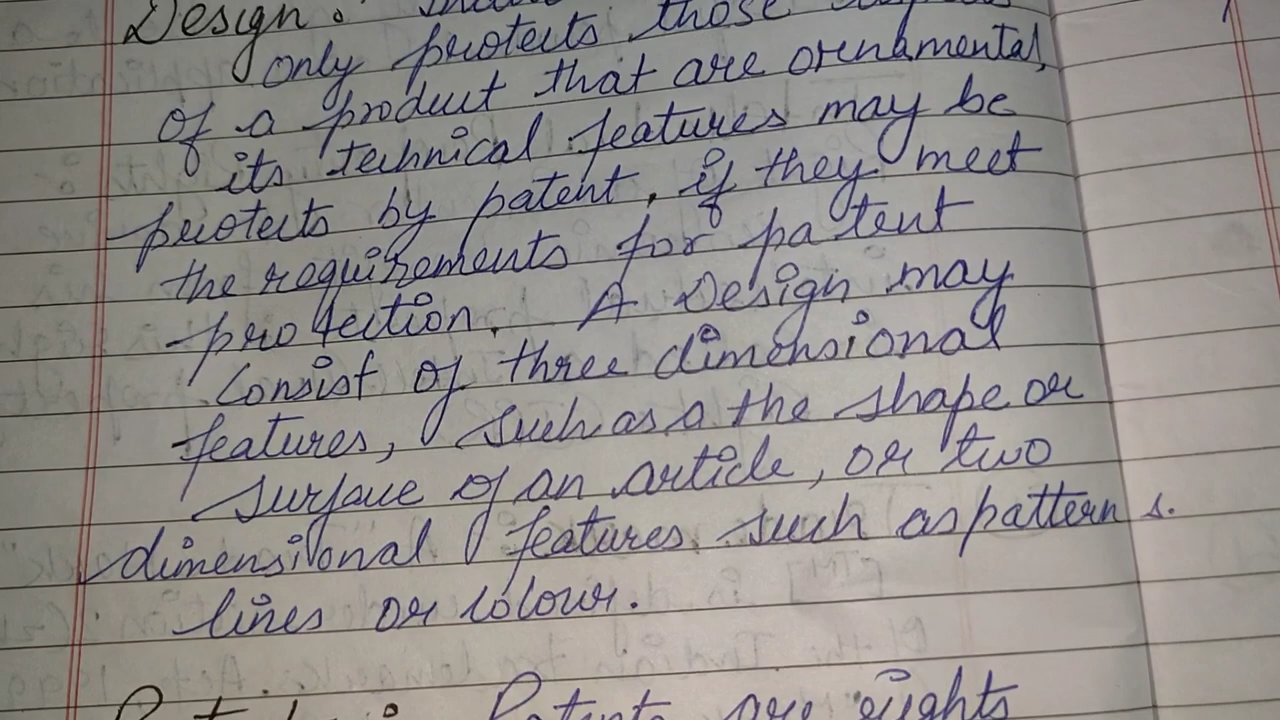 Design :
only protects those
of a product that are ornamental,
its technical features may be
protects by patent, if they meet
the requirements for patent
protection. A Design may
Consist of three dimensional
features, such as a the shape or
surface of an article, or two
dimensional features such as patterns.
lines or colour.
Patents are rights